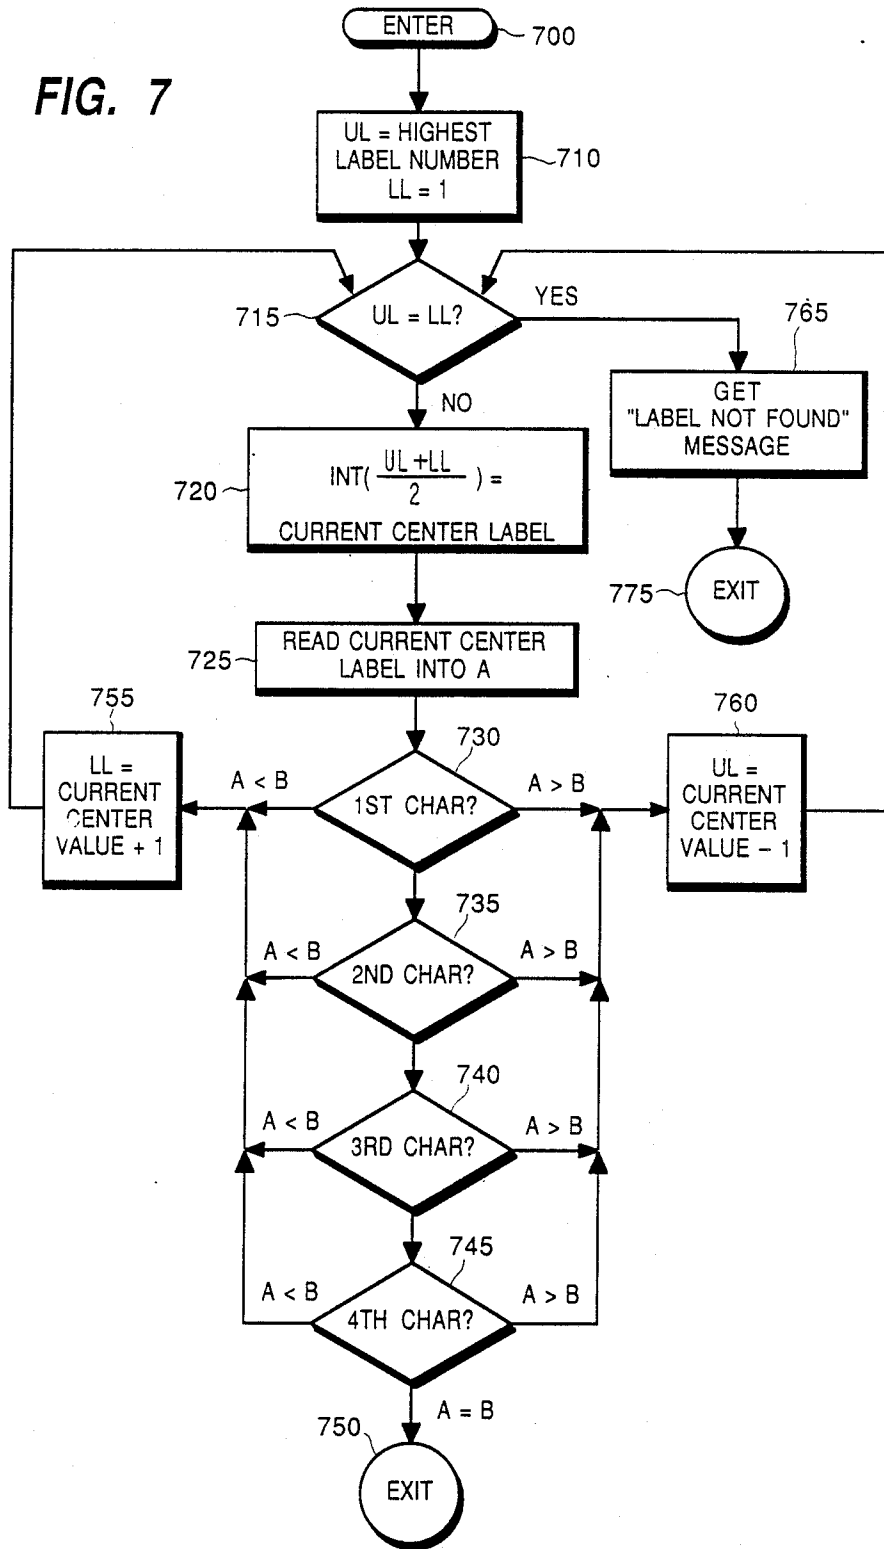 ENTER
700
FIG. 7
UL = HIGHEST
LABEL NUMBER
LL = 1
710
715
UL = LL?
YES
765
NO
GET
"LABEL NOT FOUND"
MESSAGE
720
INT( UL + LL / 2 ) =
CURRENT CENTER LABEL
775
EXIT
725
READ CURRENT CENTER
LABEL INTO A
755
LL =
CURRENT
CENTER
VALUE + 1
A < B
730
1ST CHAR?
A > B
760
UL =
CURRENT
CENTER
VALUE – 1
735
A < B
2ND CHAR?
A > B
740
A < B
3RD CHAR?
A > B
745
A < B
4TH CHAR?
A > B
A = B
750
EXIT